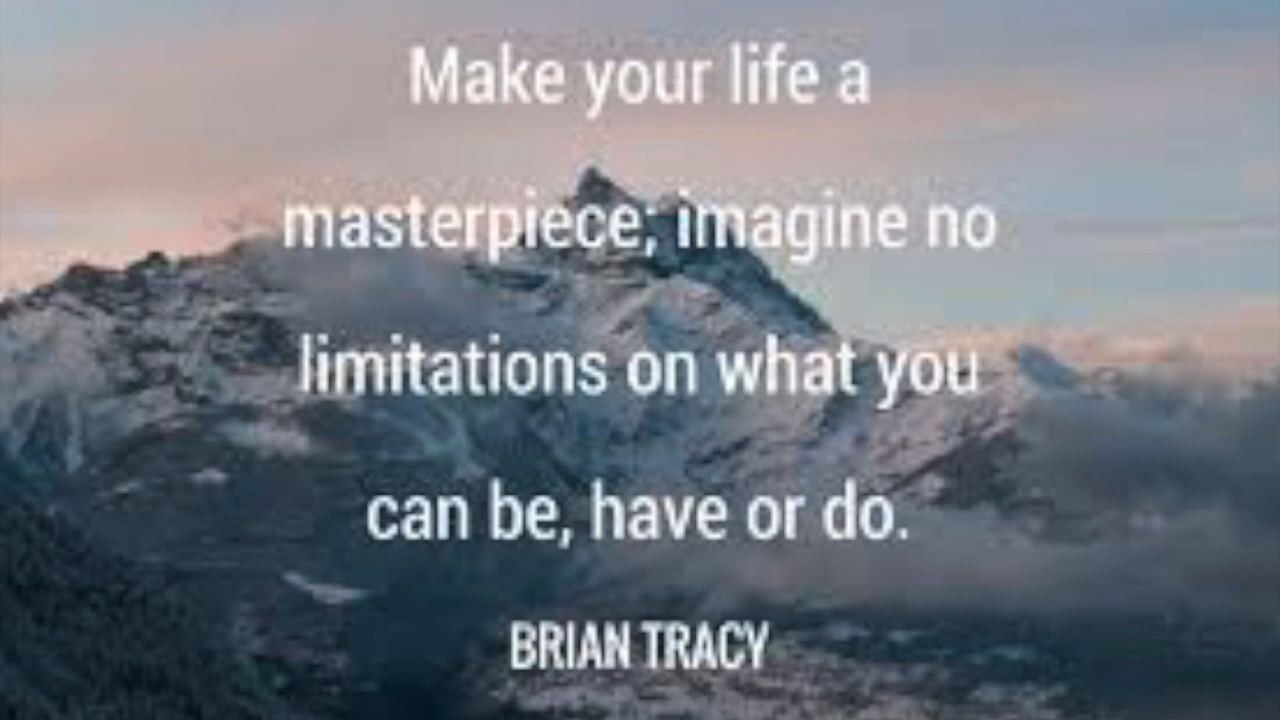 Make your life a
masterpiece; imagine no
limitations on what you
can be, have or do.
BRIAN TRACY